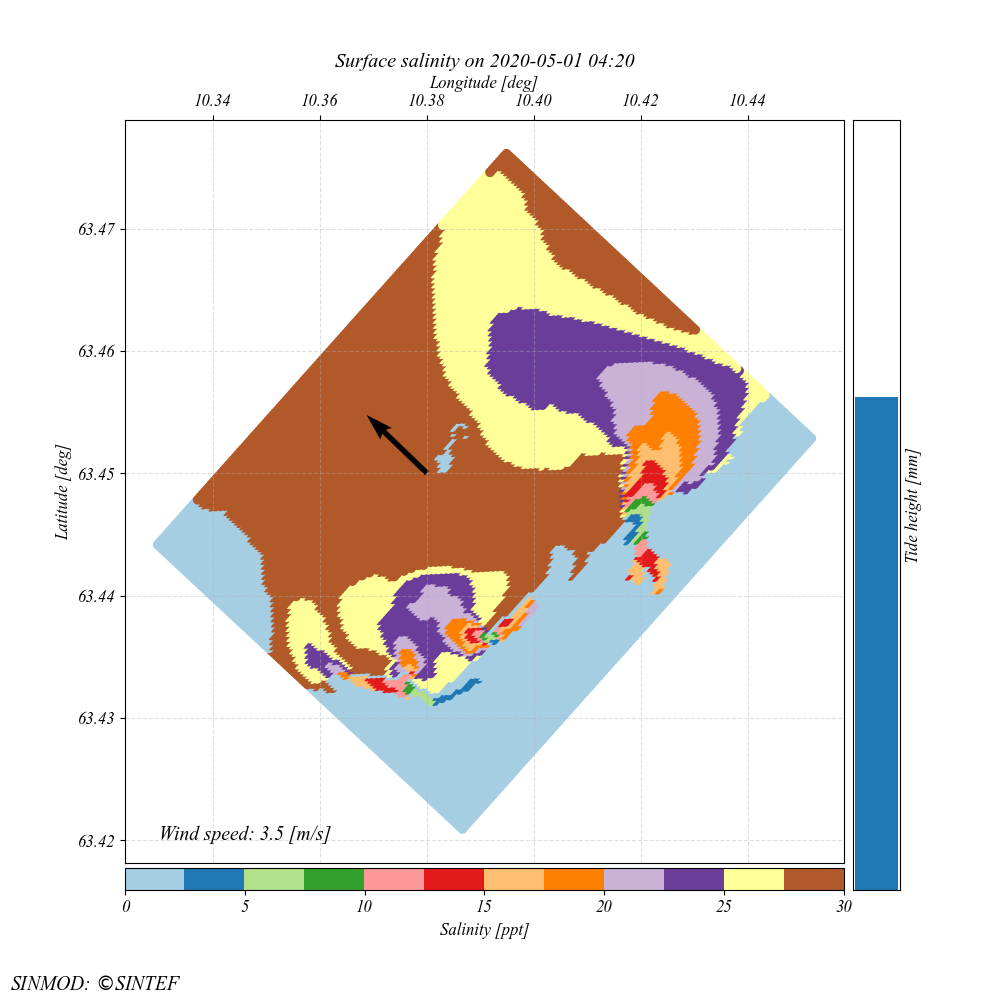 Surface salinity on 2020-05-01 04:20
Longitude [deg]
10.34 10.36 10.38 10.40 10.42 10.44
63.47
63.46
63.45
63.44
63.43
63.42
Latitude [deg]
Tide height [mm]
Wind speed: 3.5 [m/s]
0 5 10 15 20 25 30
Salinity [ppt]
SINMOD: ©SINTEF